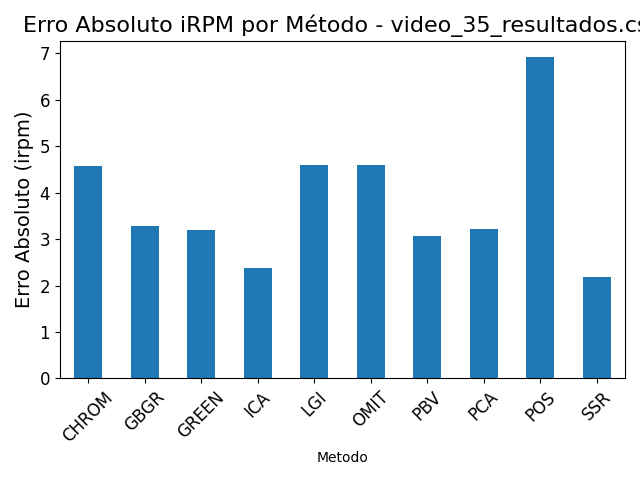 Erro Absoluto iRPM por Método - video_35_resultados.cs
Erro Absoluto (irpm)
7
6
5
4
3
2
1
0
CHROM GBGR GREEN ICA LGI OMIT PBV PCA POS SSR
Metodo